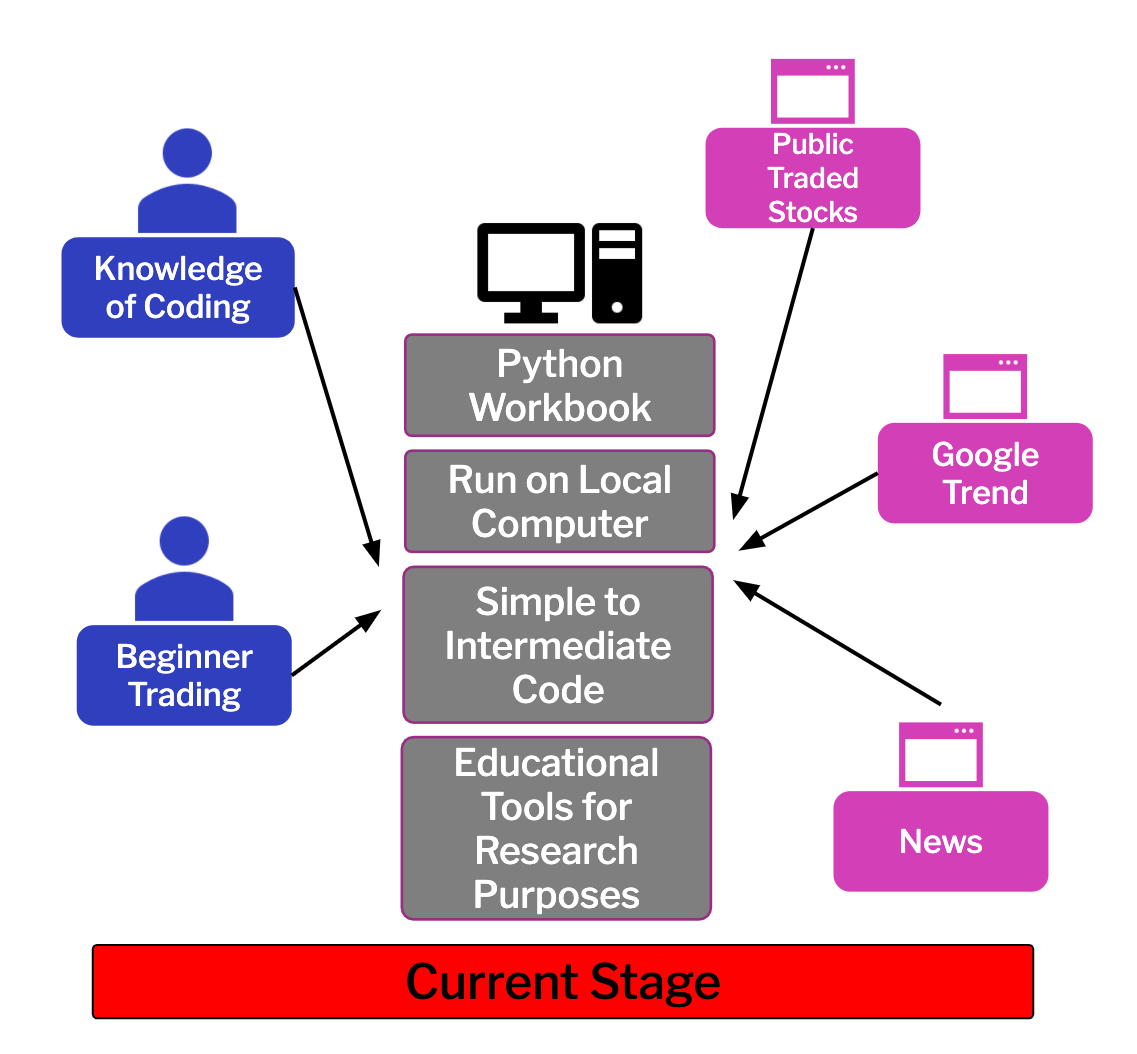 Public
Traded
Stocks
Knowledge
of Coding
Python
Workbook
Google
Trend
Run on Local
Computer
Simple to
Intermediate
Code
Beginner
Trading
Educational
Tools for
Research
Purposes
News
Current Stage